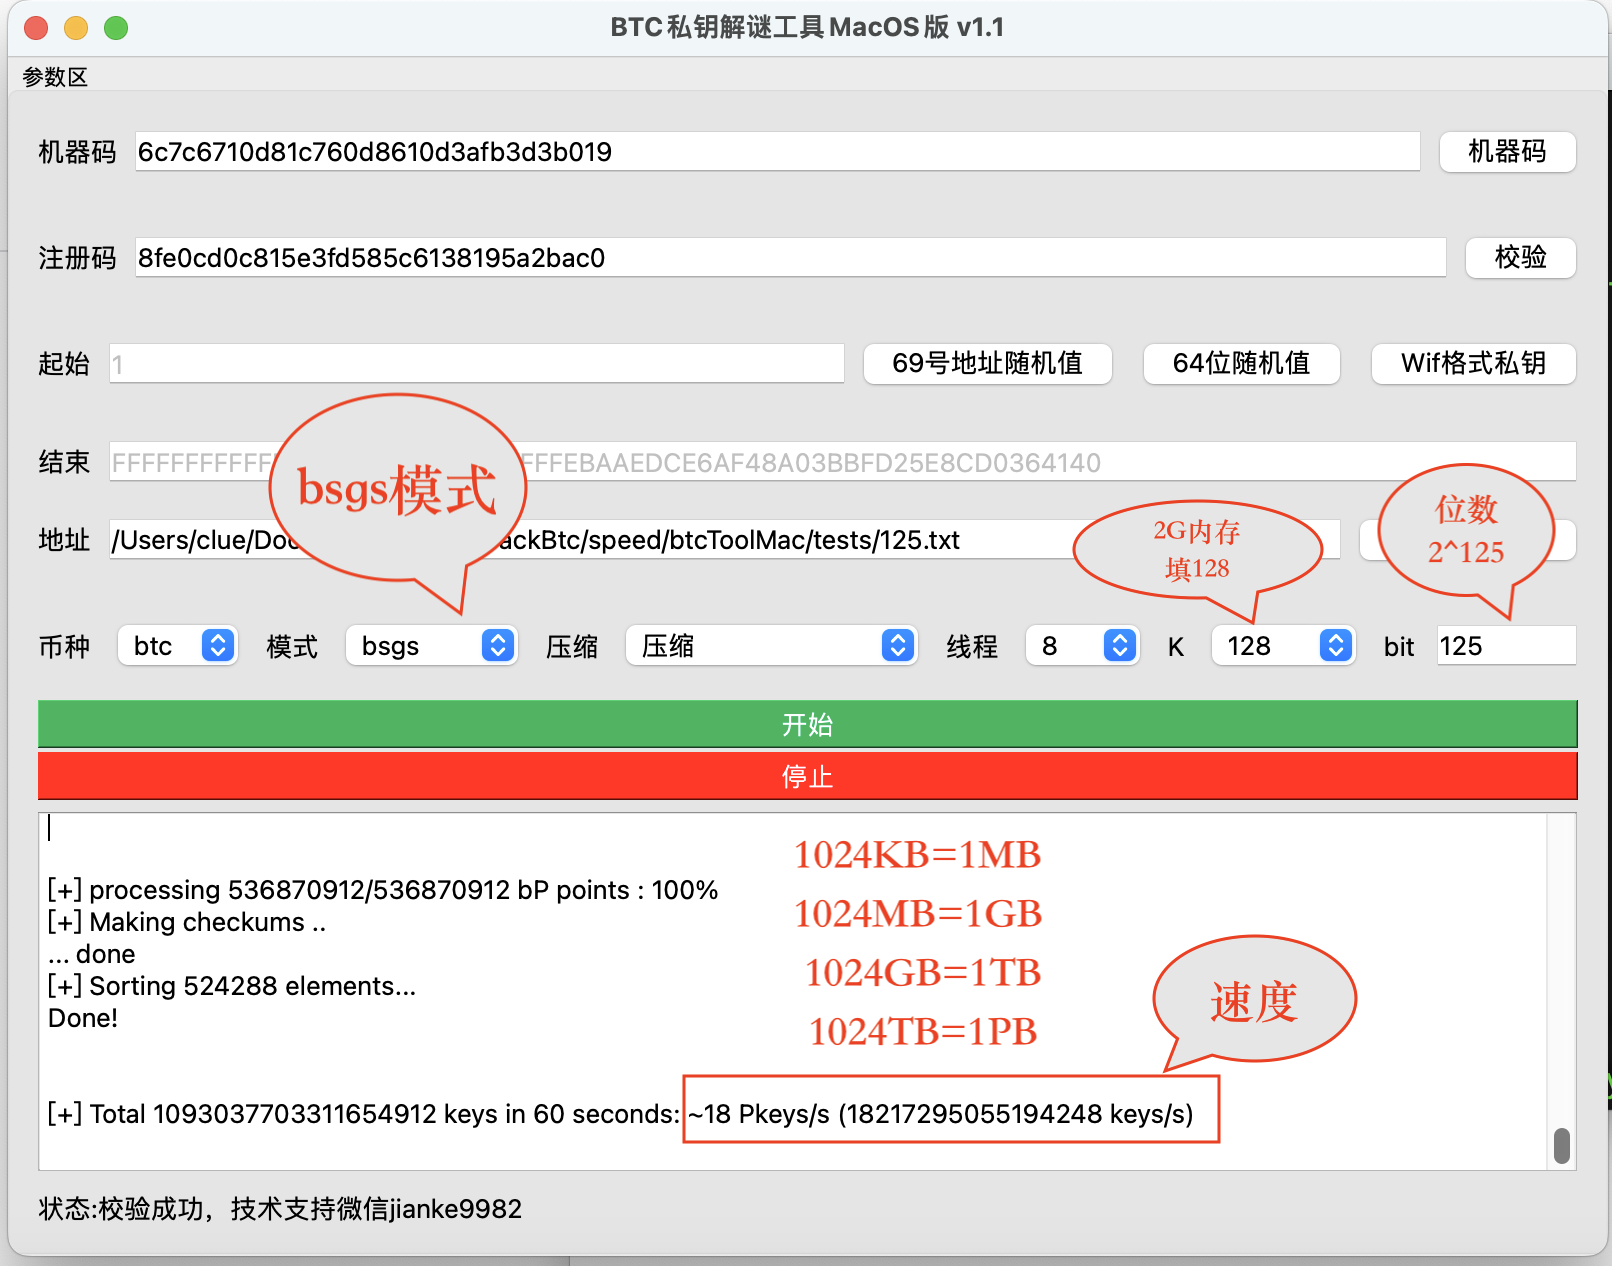 BTC私钥解谜工具MacOS版 v1.1
参数区
机器码 6c7c6710d81c760d8610d3afb3d3b019 机器码
注册码 8fe0cd0c815e3fd585c6138195a2bac0 校验
起始 1 69号地址随机值 64位随机值 Wif格式私钥
结束 FFFFFFFFFFF FFFEBAAEDCE6AF48A03BBFD25E8CD0364140
bsgs模式
地址 /Users/clue/Doc ackBtc/speed/btcToolMac/tests/125.txt
2G内存
填128
位数
2^125
币种 btc 模式 bsgs 压缩 压缩 线程 8 K 128 bit 125
开始
停止
1024KB=1MB
[+] processing 536870912/536870912 bP points : 100%
[+] Making checkums ..
1024MB=1GB
... done
[+] Sorting 524288 elements...
1024GB=1TB
Done!
1024TB=1PB
速度
[+] Total 1093037703311654912 keys in 60 seconds: ~18 Pkeys/s (18217295055194248 keys/s)
状态:校验成功，技术支持微信jianke9982